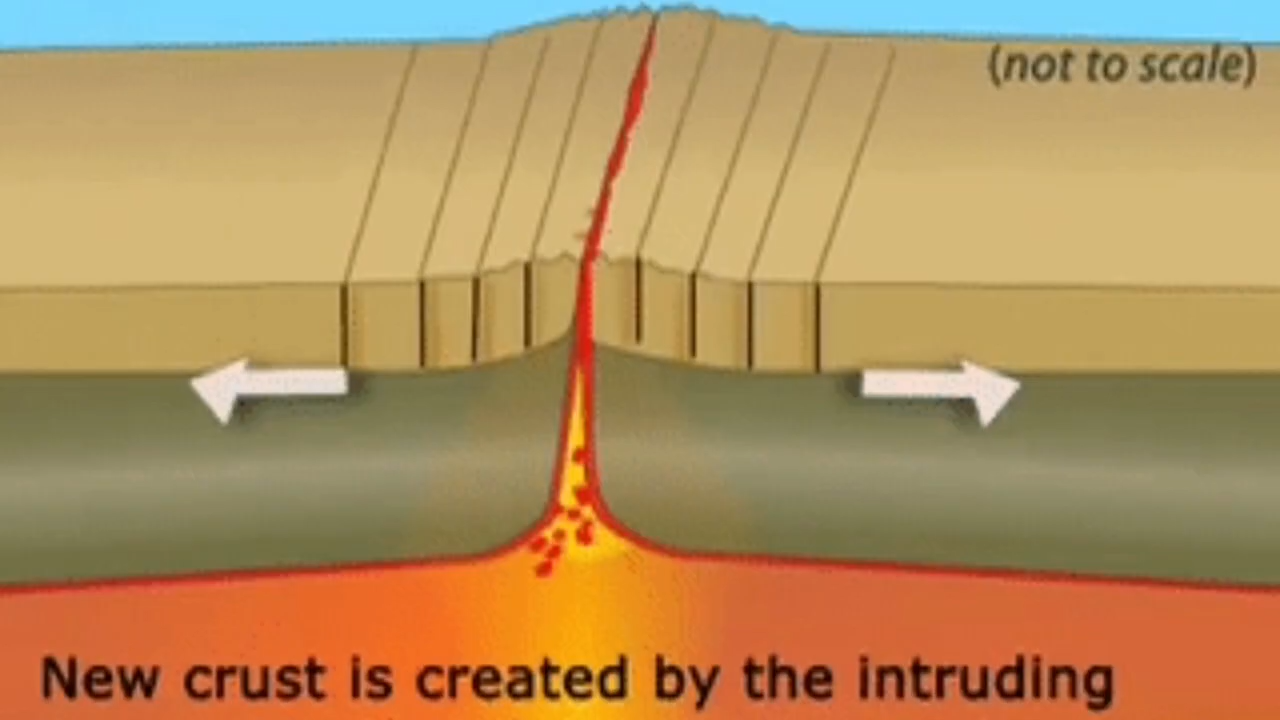 (not to scale)
New crust is created by the intruding